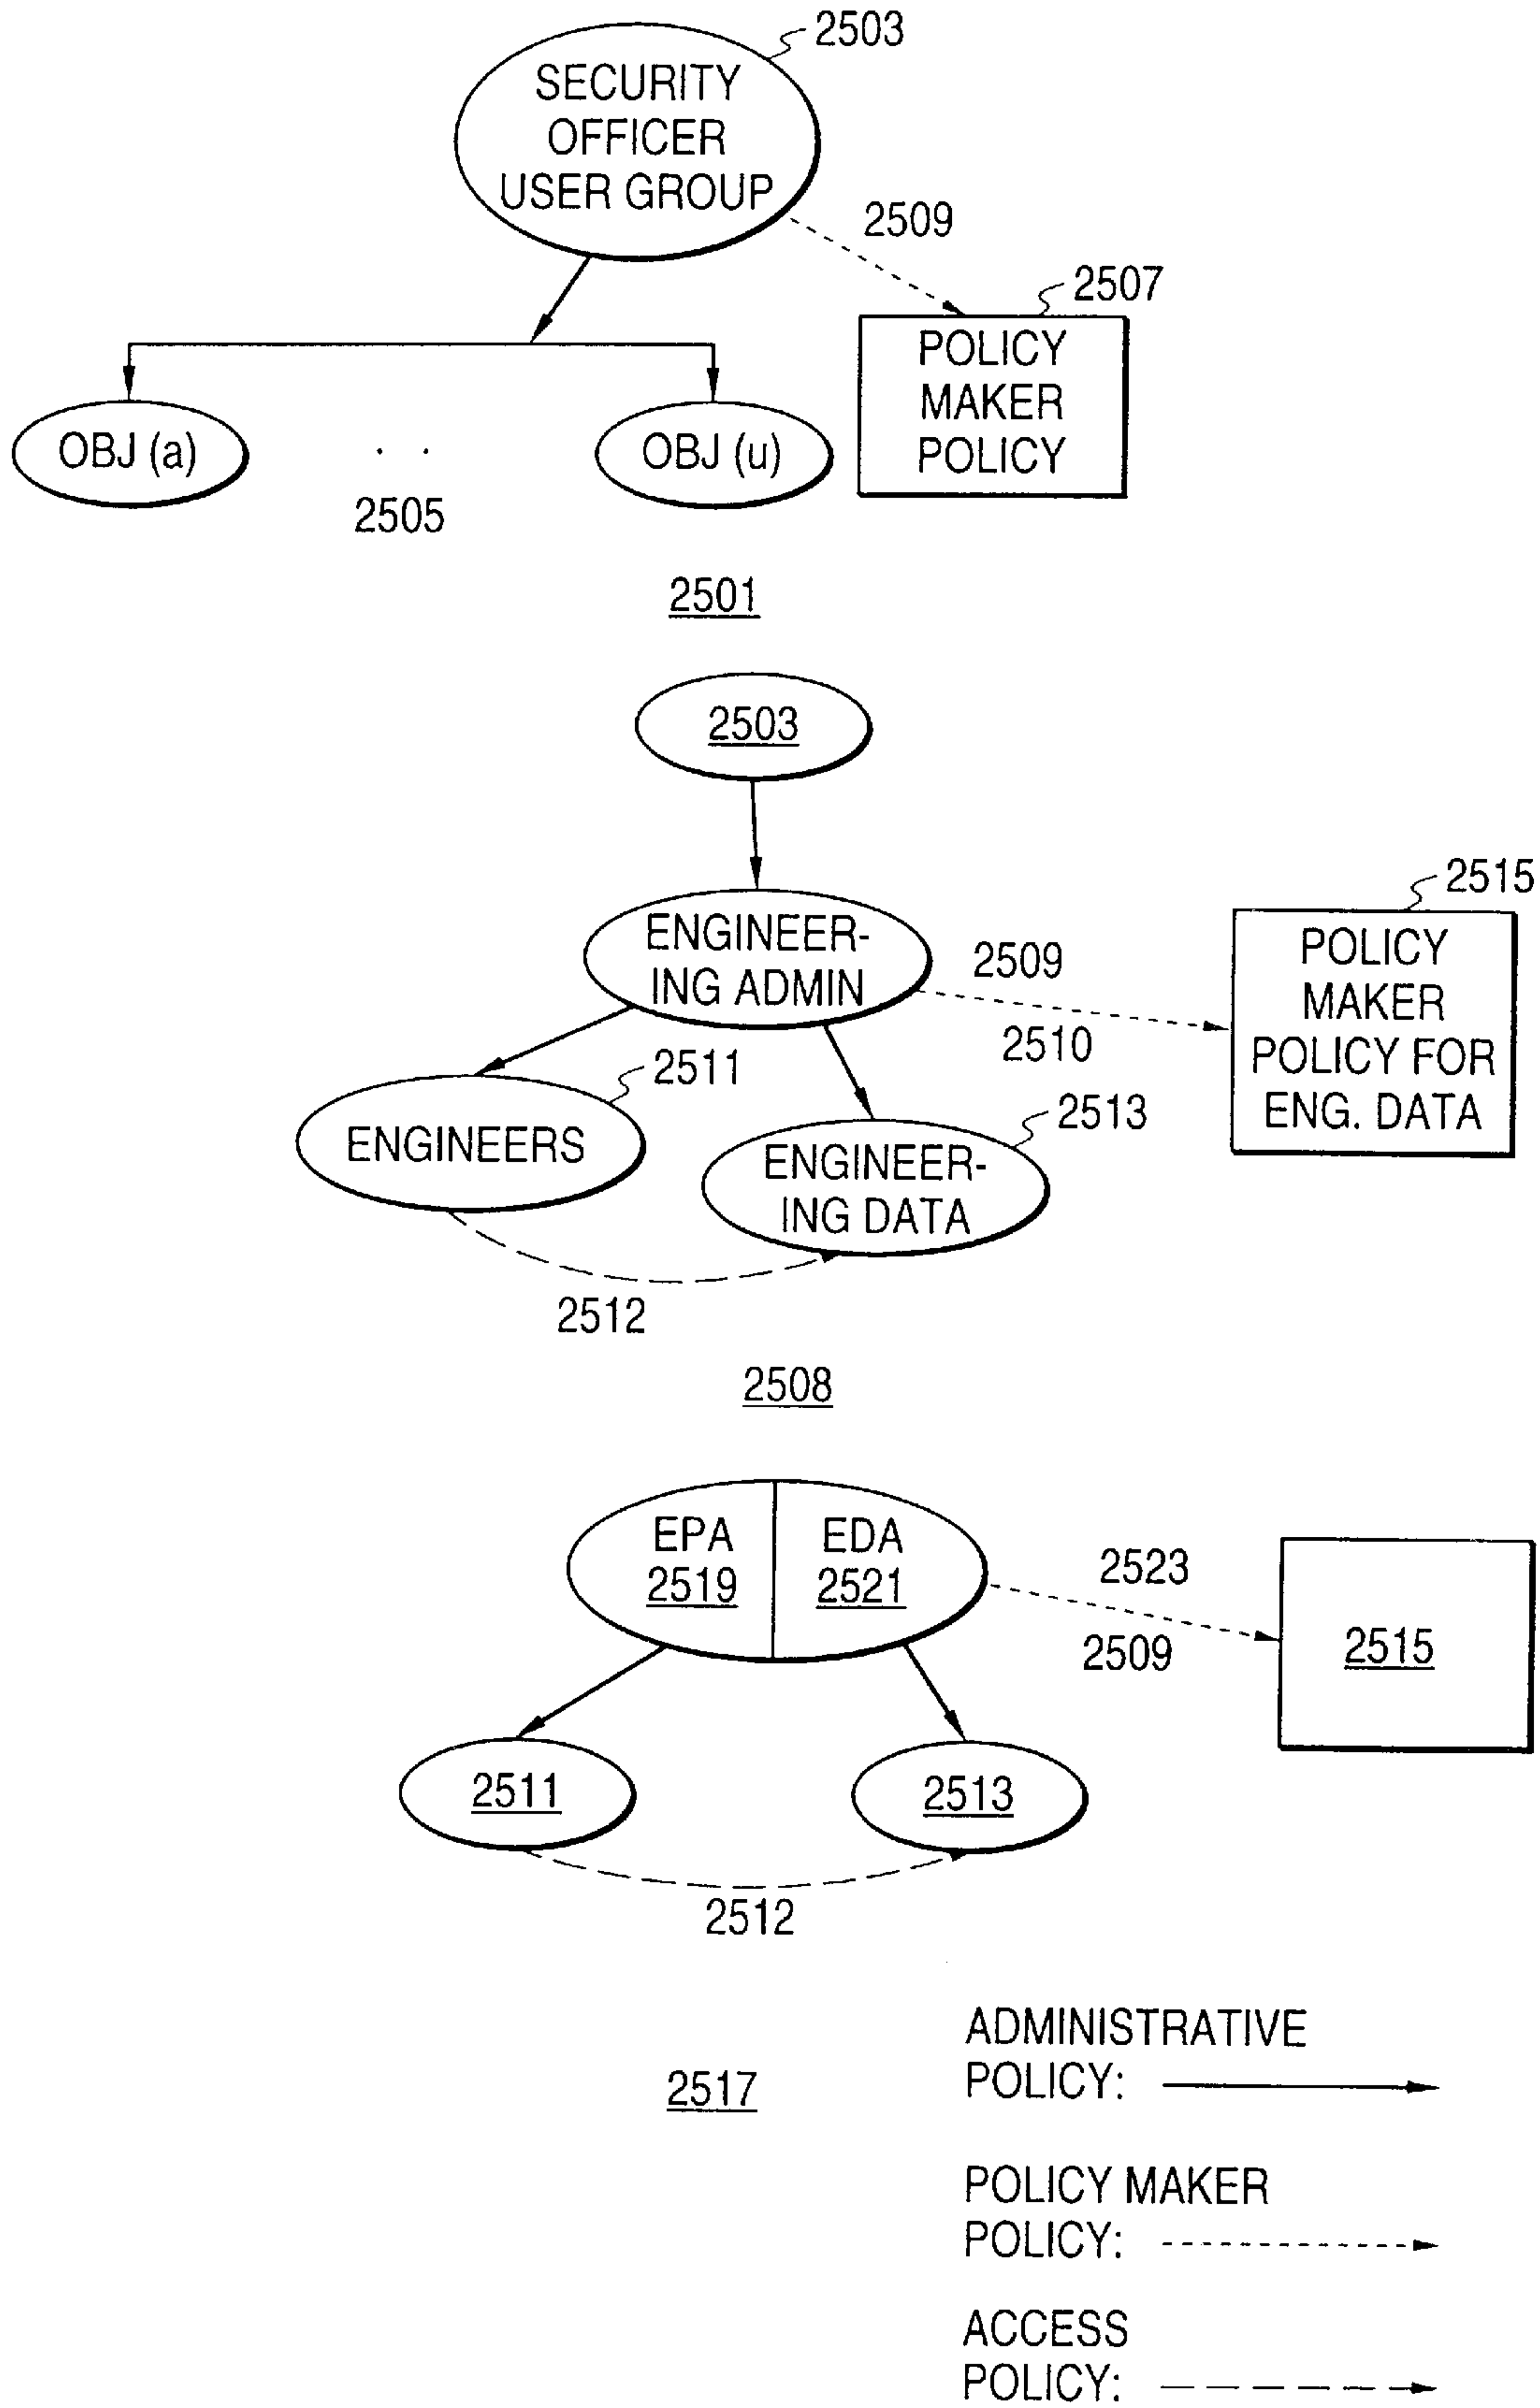 2503
SECURITY
OFFICER
USER GROUP
2509
2507
POLICY
MAKER
POLICY
OBJ (a)
. .
OBJ (u)
2505
2501
2503
2515
ENGINEER-
ING ADMIN
2509
2510
POLICY
MAKER
POLICY FOR
ENG. DATA
2511
ENGINEERS
2513
ENGINEER-
ING DATA
2512
2508
EPA
2519
EDA
2521
2523
2509
2515
2511
2513
2512
2517
ADMINISTRATIVE
POLICY:
POLICY MAKER
POLICY:
ACCESS
POLICY: